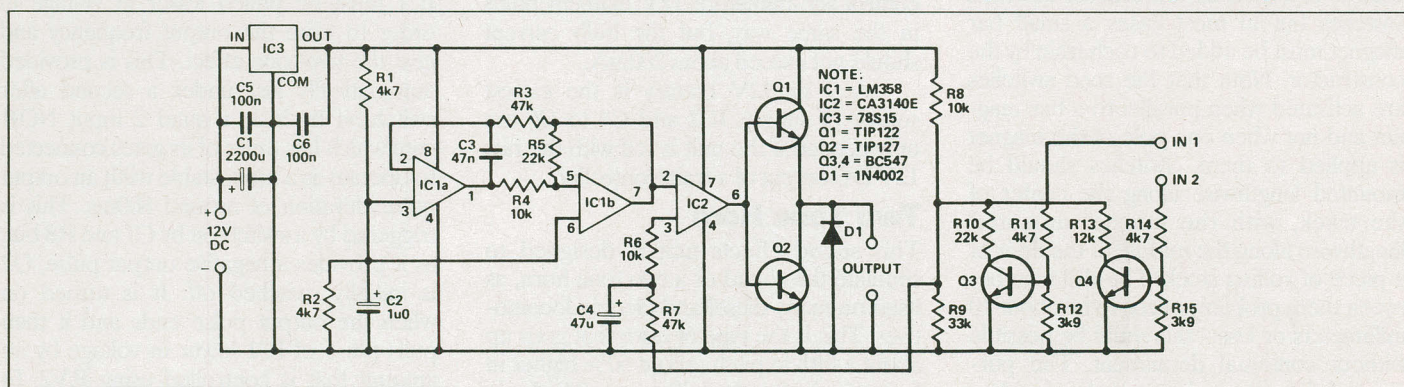 IN
OUT
IC3
COM
C5
100n
C1
2200u
+
C6
100n
+
12V
DC
−
R1
4k7
R2
4k7
C2
1u0
+
2
8
3
4
1
IC1a
C3
47n
R3
47k
R5
22k
R4
10k
5
6
7
IC1b
R6
10k
C4
47u
+
R7
47k
2
7
3
4
6
IC2
Q1
Q2
NOTE:
IC1 = LM358
IC2 = CA3140E
IC3 = 78S15
Q1 = TIP122
Q2 = TIP127
Q3,4 = BC547
D1 = 1N4002
D1
OUTPUT
R8
10k
R9
33k
IN 1
IN 2
R10
22k
R11
4k7
R13
12k
R14
4k7
Q3
R12
3k9
Q4
R15
3k9